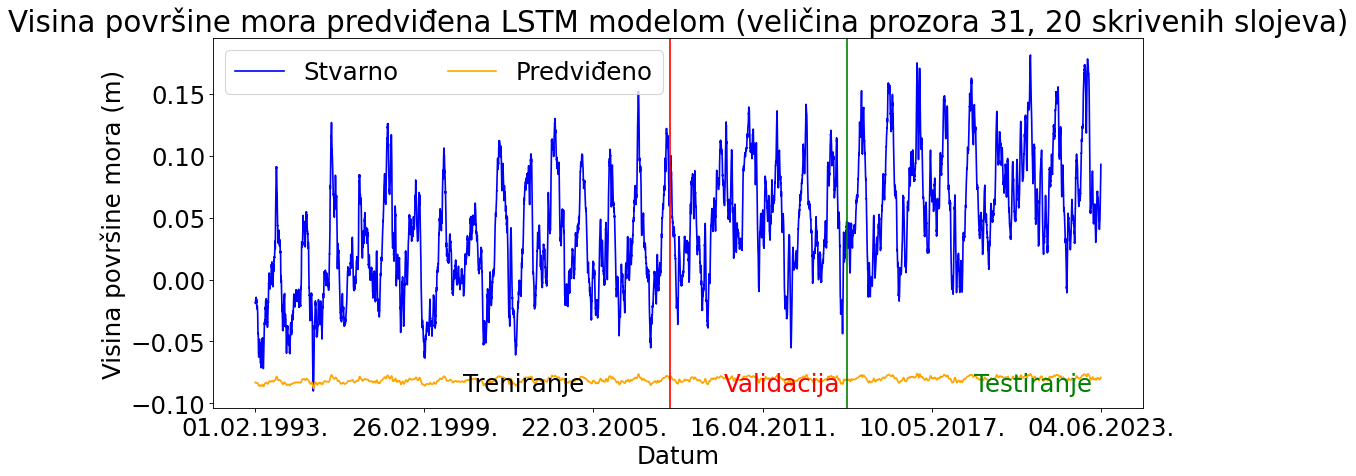 Visina površine mora predviđena LSTM modelom (veličina prozora 31, 20 skrivenih slojeva)
Stvarno Predviđeno
Visina površine mora (m)
0.15
0.10
0.05
0.00
−0.05
−0.10
Treniranje Validacija Testiranje
01.02.1993. 26.02.1999. 22.03.2005. 16.04.2011. 10.05.2017. 04.06.2023.
Datum